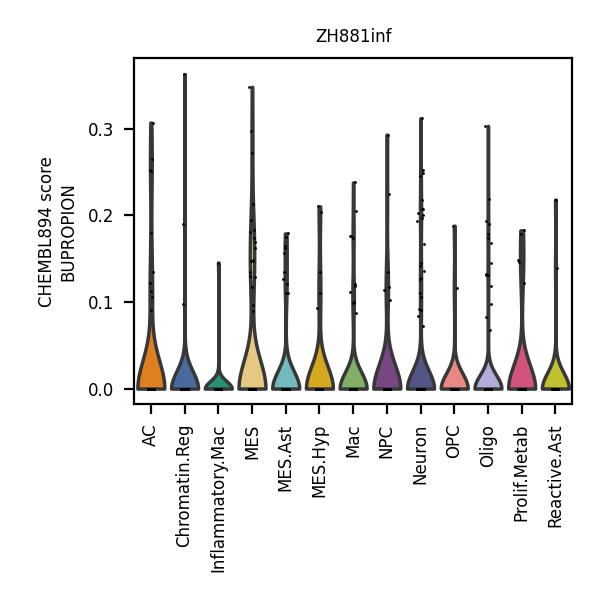 ZH881inf
CHEMBL894 score
BUPROPION
0.3
0.2
0.1
0.0
AC
Chromatin.Reg
Inflammatory.Mac
MES
MES.Ast
MES.Hyp
Mac
NPC
Neuron
OPC
Oligo
Prolif.Metab
Reactive.Ast